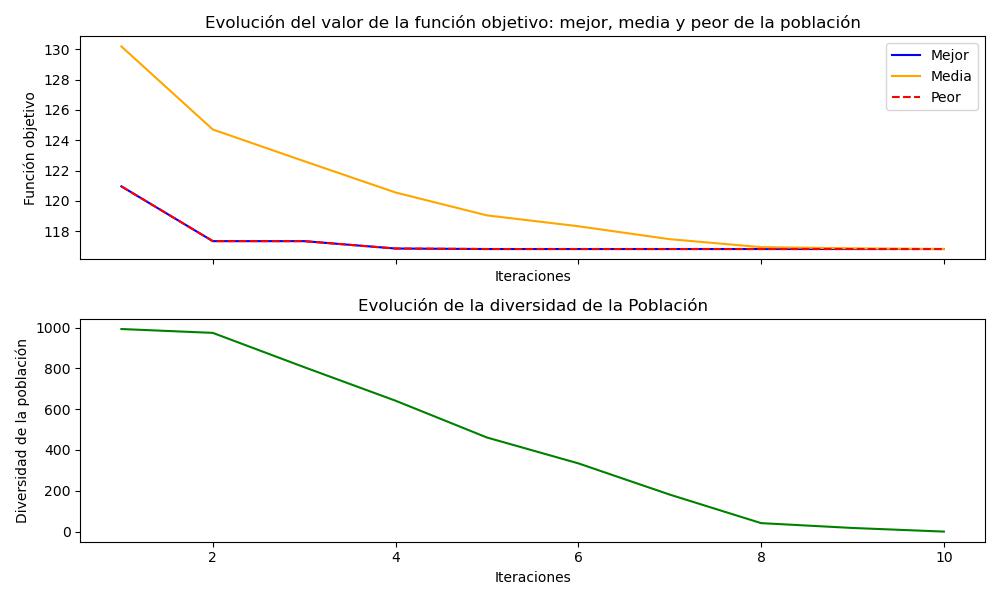 Evolución del valor de la función objetivo: mejor, media y peor de la población
Función objetivo
130
128
126
124
122
120
118
Mejor
Media
Peor
Iteraciones
Evolución de la diversidad de la Población
Diversidad de la población
1000
800
600
400
200
0
2 4 6 8 10
Iteraciones